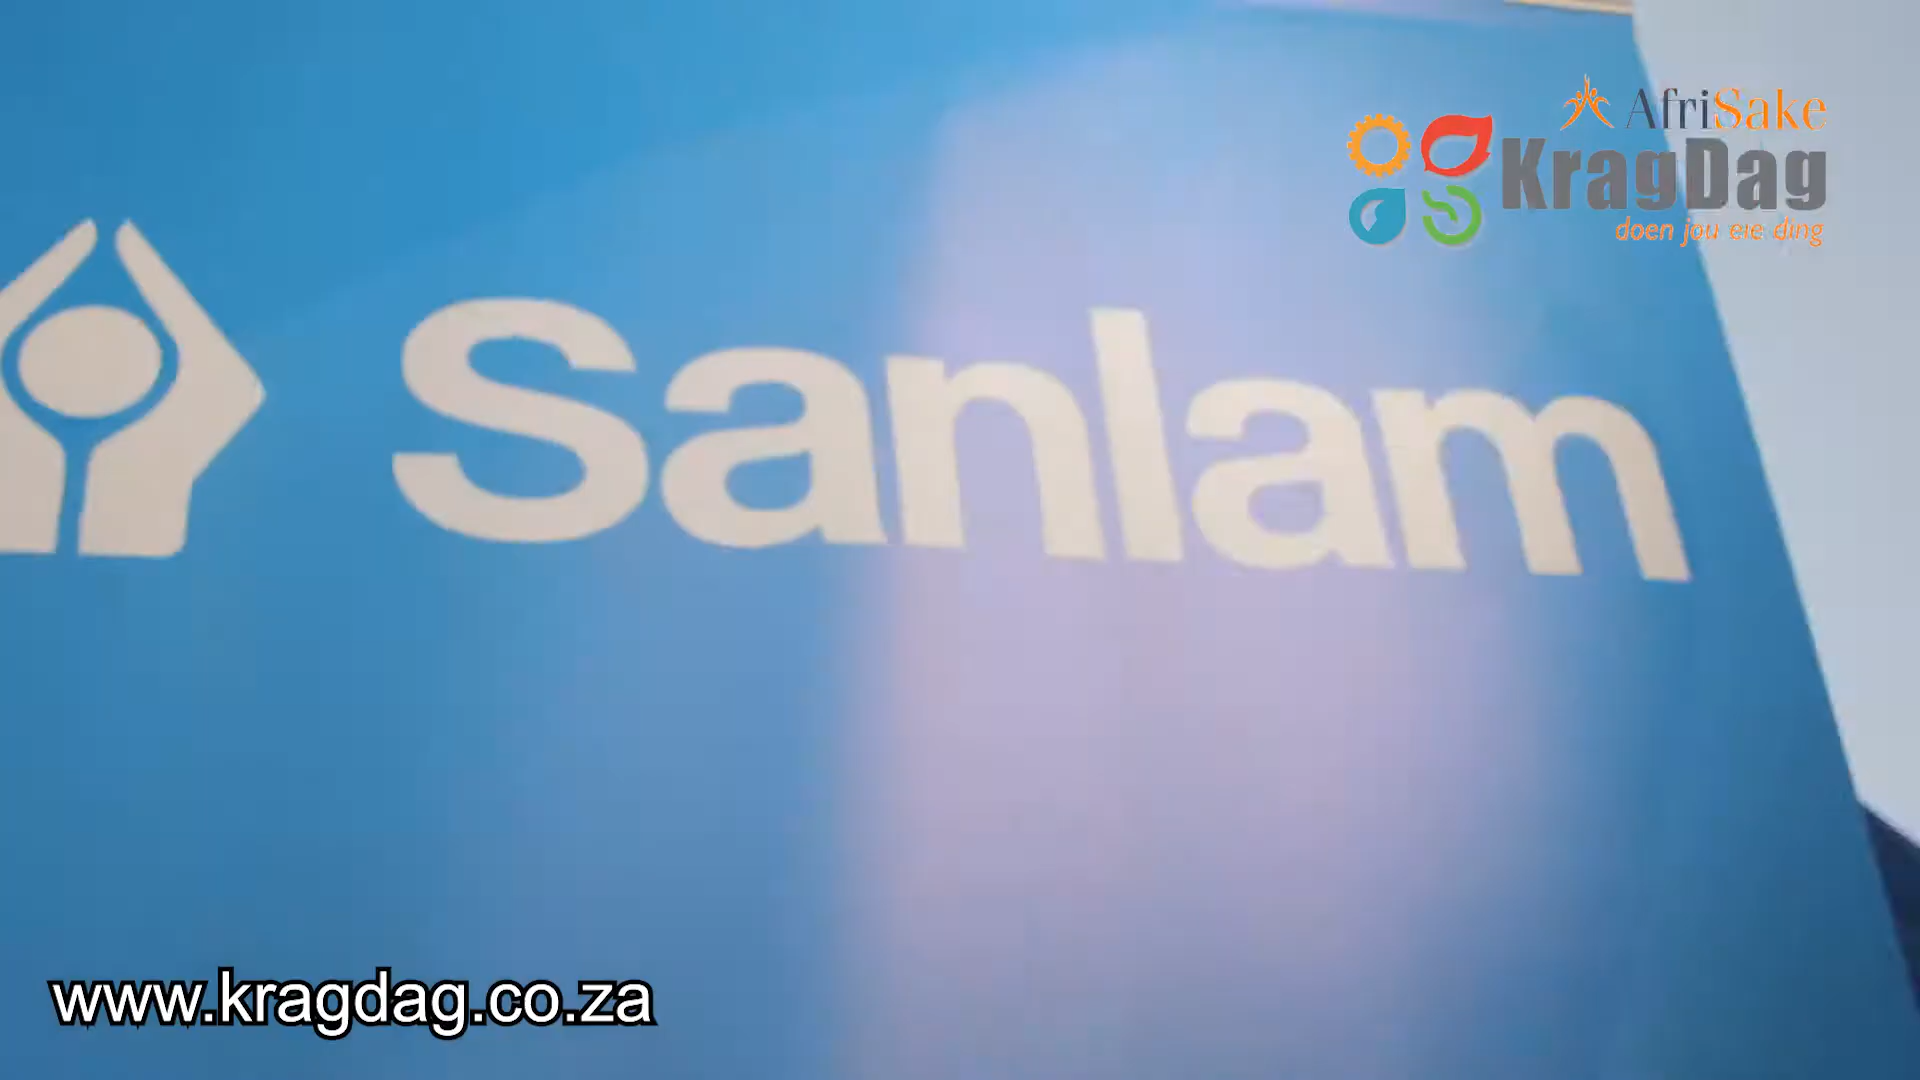 AfriSake
KragDag
doen jou eie ding
Sanlam
www.kragdag.co.za